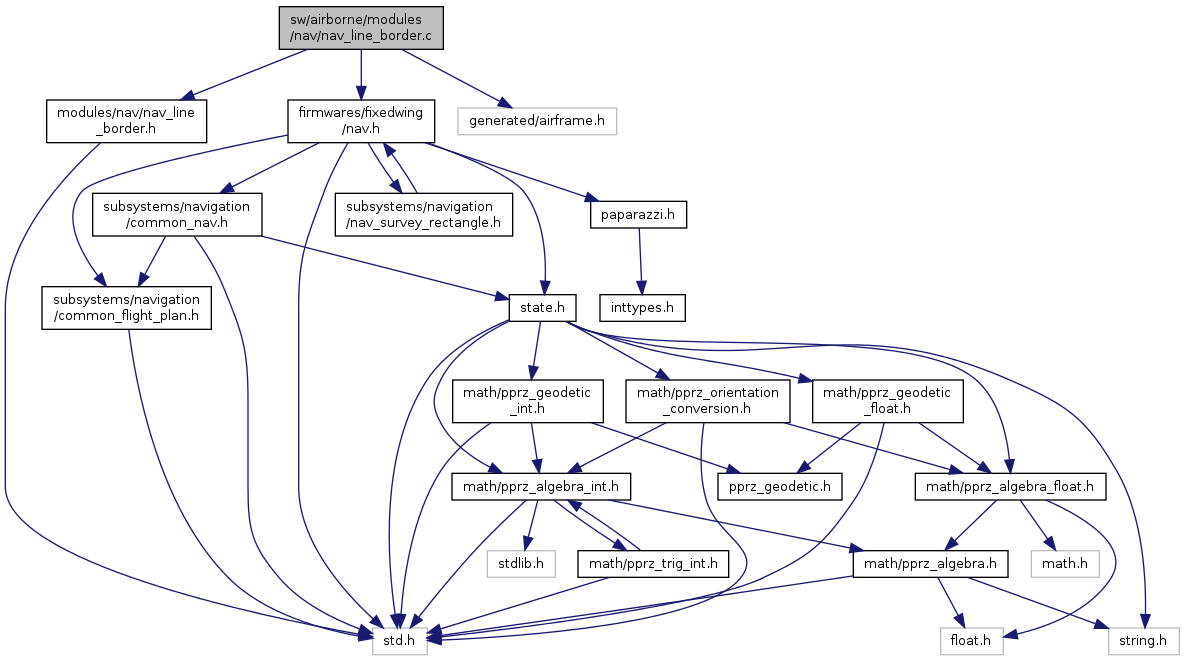 sw/airborne/modules
/nav/nav_line_border.c
modules/nav/nav_line
_border.h
firmwares/fixedwing
/nav.h
generated/airframe.h
subsystems/navigation
/common_nav.h
subsystems/navigation
/nav_survey_rectangle.h
paparazzi.h
subsystems/navigation
/common_flight_plan.h
state.h
inttypes.h
math/pprz_geodetic
_int.h
math/pprz_orientation
_conversion.h
math/pprz_geodetic
_float.h
math/pprz_algebra_int.h
pprz_geodetic.h
math/pprz_algebra_float.h
stdlib.h
math/pprz_trig_int.h
math/pprz_algebra.h
math.h
std.h
float.h
string.h